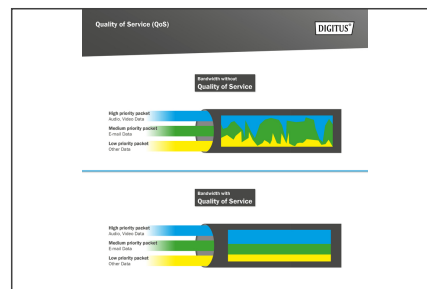 Quality of Service (QoS)
DIGITUS®
Bandwidth without
Quality of Service
High priority packet
Audio, Video Data
Medium priority packet
E-mail Data
Low priority packet
Other Data
Bandwidth with
Quality of Service
High priority packet
Audio, Video Data
Medium priority packet
E-mail Data
Low priority packet
Other Data